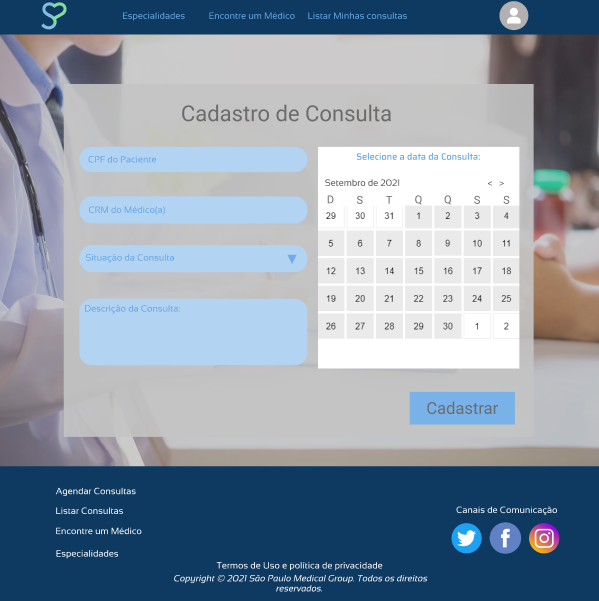 Especialidades Encontre um Médico Listar Minhas consultas
Cadastro de Consulta
CPF do Paciente
CRM do Médico(a)
Situação da Consulta
Descrição da Consulta:
Selecione a data da Consulta:
Setembro de 2021 < >
D S T Q Q S S
29 30 31 1 2 3 4
5 6 7 8 9 10 11
12 13 14 15 16 17 18
19 20 21 22 23 24 25
26 27 28 29 30 1 2
Cadastrar
Agendar Consultas
Listar Consultas
Encontre um Médico
Especialidades
Canais de Comunicação
Termos de Uso e política de privacidade
Copyright © 2021 São Paulo Medical Group. Todos os direitos
reservados.